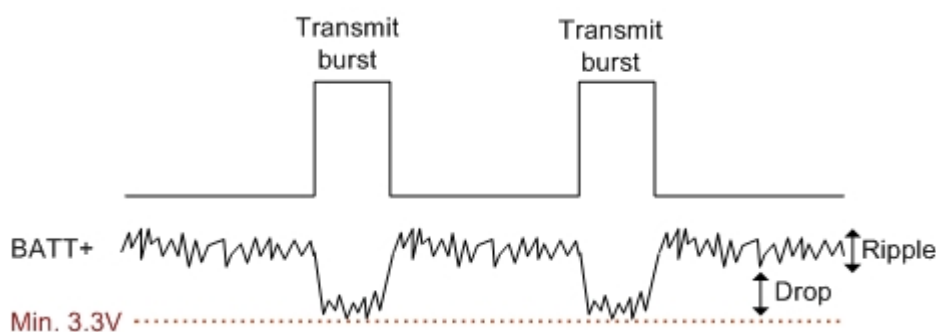 Transmit
burst
Transmit
burst
BATT+
Ripple
Drop
Min. 3.3V